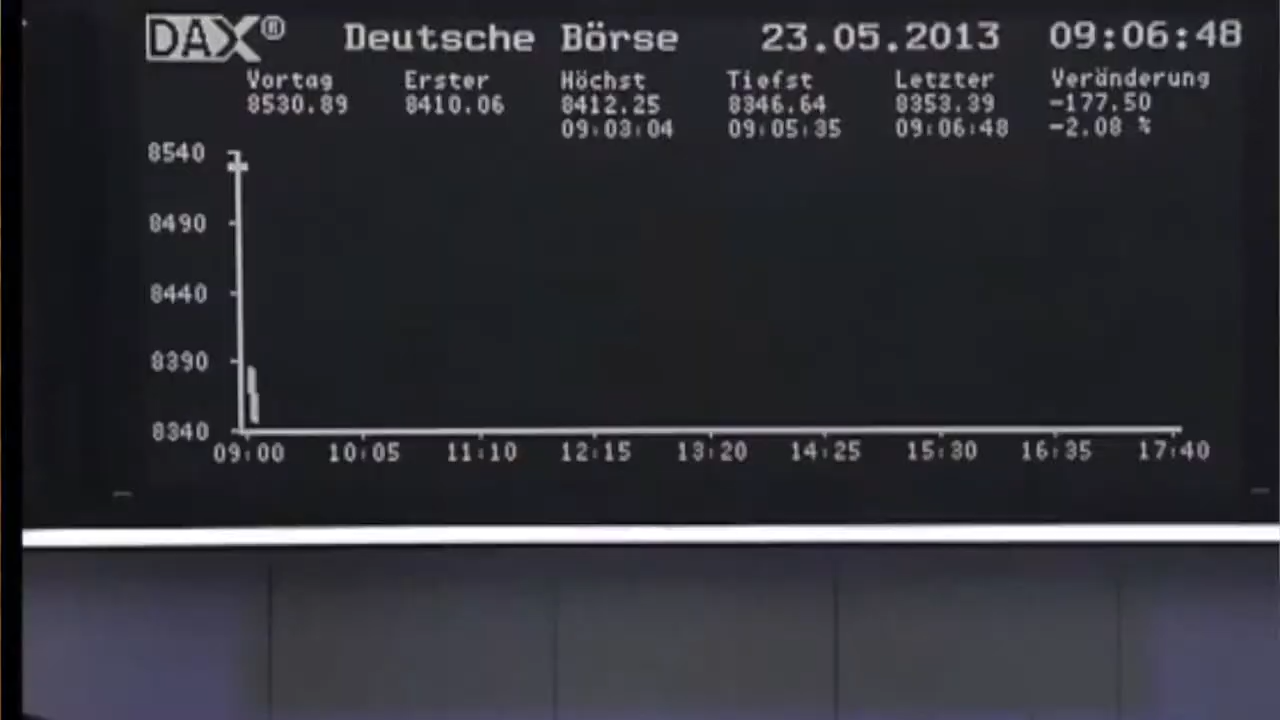 DAX® Deutsche Börse 23.05.2013 09:06:48
Vortag Erster Höchst Tiefst Letzter Veränderung
8530.89 8410.06 8412.25 8346.64 8353.39 -177.50
09:03:04 09:05:35 09:06:48 -2.08 %
8540
8490
8440
8390
8340
09:00 10:05 11:10 12:15 13:20 14:25 15:30 16:35 17:40